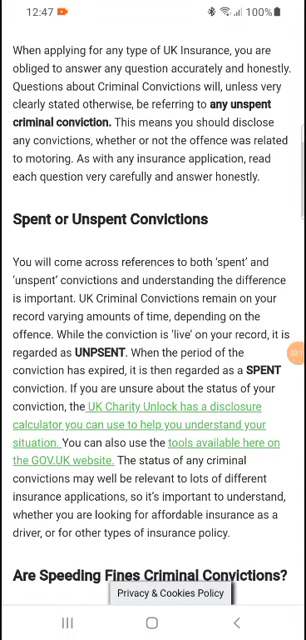 12:47
100%
When applying for any type of UK Insurance, you are
obliged to answer any question accurately and honestly.
Questions about Criminal Convictions will, unless very
clearly stated otherwise, be referring to any unspent
criminal conviction. This means you should disclose
any convictions, whether or not the offence was related
to motoring. As with any insurance application, read
each question very carefully and answer honestly.
Spent or Unspent Convictions
You will come across references to both 'spent' and
'unspent' convictions and understanding the difference
is important. UK Criminal Convictions remain on your
record varying amounts of time, depending on the
offence. While the conviction is 'live' on your record, it is
regarded as UNPSENT. When the period of the
conviction has expired, it is then regarded as a SPENT
conviction. If you are unsure about the status of your
conviction, the UK Charity Unlock has a disclosure
calculator you can use to help you understand your
situation. You can also use the tools available here on
the GOV.UK website. The status of any criminal
convictions may well be relevant to lots of different
insurance applications, so it's important to understand,
whether you are looking for affordable insurance as a
driver, or for other types of insurance policy.
Are Speeding Fines Criminal Convictions?
Privacy & Cookies Policy